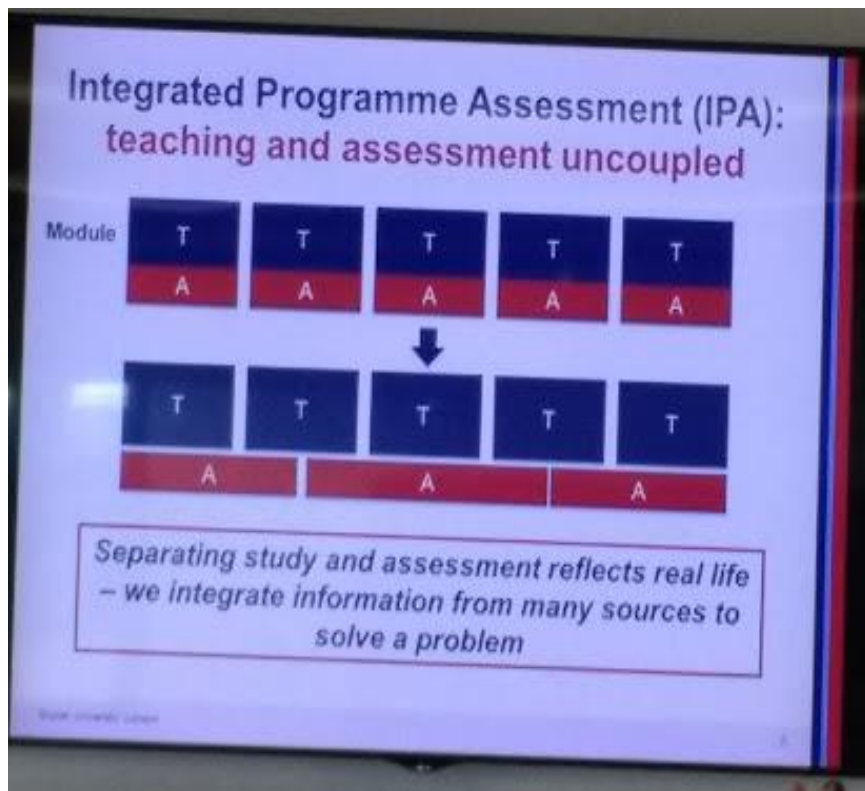 Integrated Programme Assessment (IPA):
teaching and assessment uncoupled
Module
T T T T T
A A A A A
T T T T T
A A A
Separating study and assessment reflects real life
– we integrate information from many sources to
solve a problem